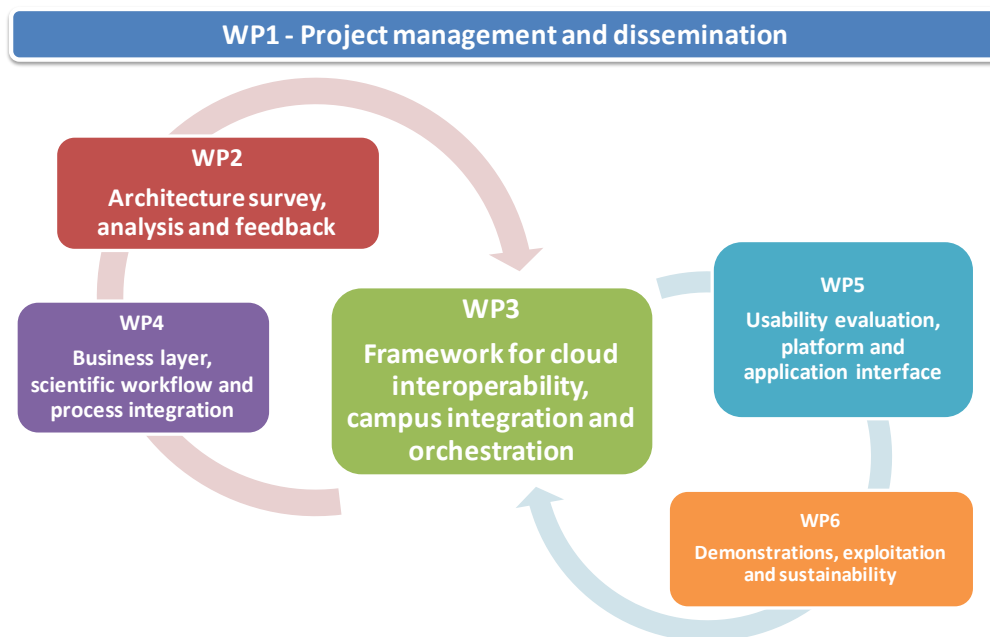 WP1 - Project management and dissemination
WP2
Architecture survey,
analysis and feedback
WP4
Business layer,
scientific workflow and
process integration
WP3
Framework for cloud
interoperability,
campus integration and
orchestration
WP5
Usability evaluation,
platform and
application interface
WP6
Demonstrations, exploitation
and sustainability